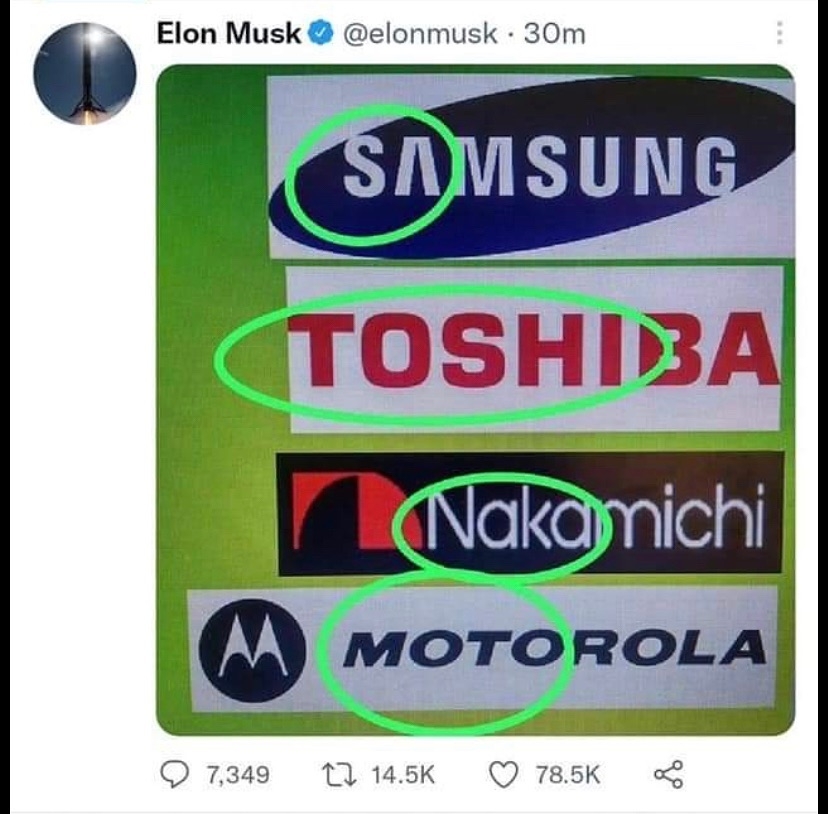 Elon Musk @elonmusk · 30m
SAMSUNG
TOSHIBA
Nakamichi
MOTOROLA
7,349 14.5K 78.5K